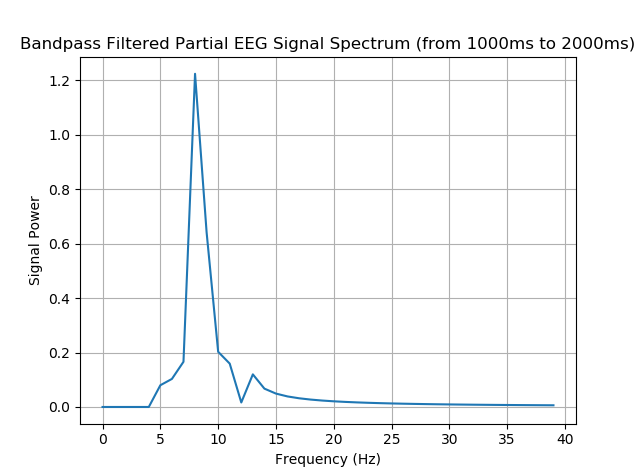 Bandpass Filtered Partial EEG Signal Spectrum (from 1000ms to 2000ms)
1.2
1.0
0.8
0.6
0.4
0.2
0.0
Signal Power
0 5 10 15 20 25 30 35 40
Frequency (Hz)